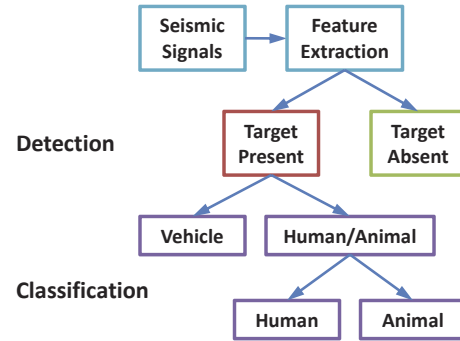 Seismic
Signals
Feature
Extraction
Detection
Target
Present
Target
Absent
Vehicle
Human/Animal
Classification
Human
Animal